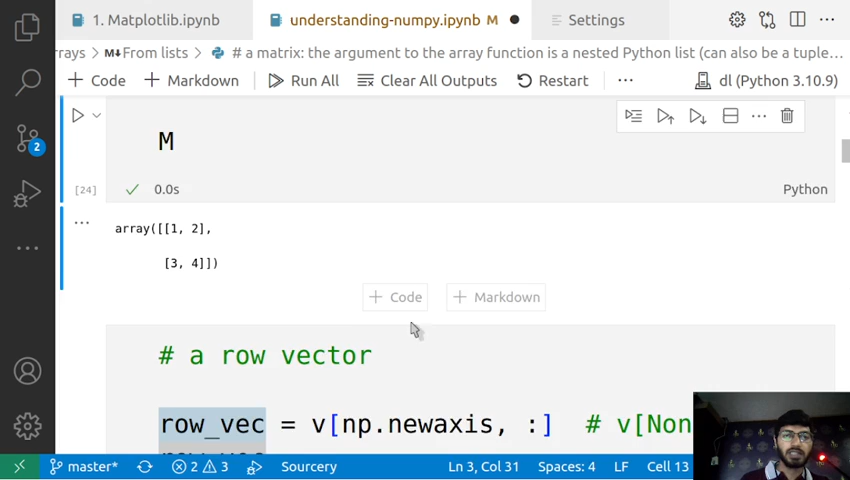 1. Matplotlib.ipynb
understanding-numpy.ipynb M
Settings
rrays
From lists
# a matrix: the argument to the array function is a nested Python list (can also be a tuple...
Code
Markdown
Run All
Clear All Outputs
Restart
dl (Python 3.10.9)
M
[24]
0.0s
Python
array([[1, 2],
[3, 4]])
Code
Markdown
# a row vector
row_vec = v[np.newaxis, :] # v[Non
2
master*
2
3
Sourcery
Ln 3, Col 31
Spaces: 4
LF
Cell 13